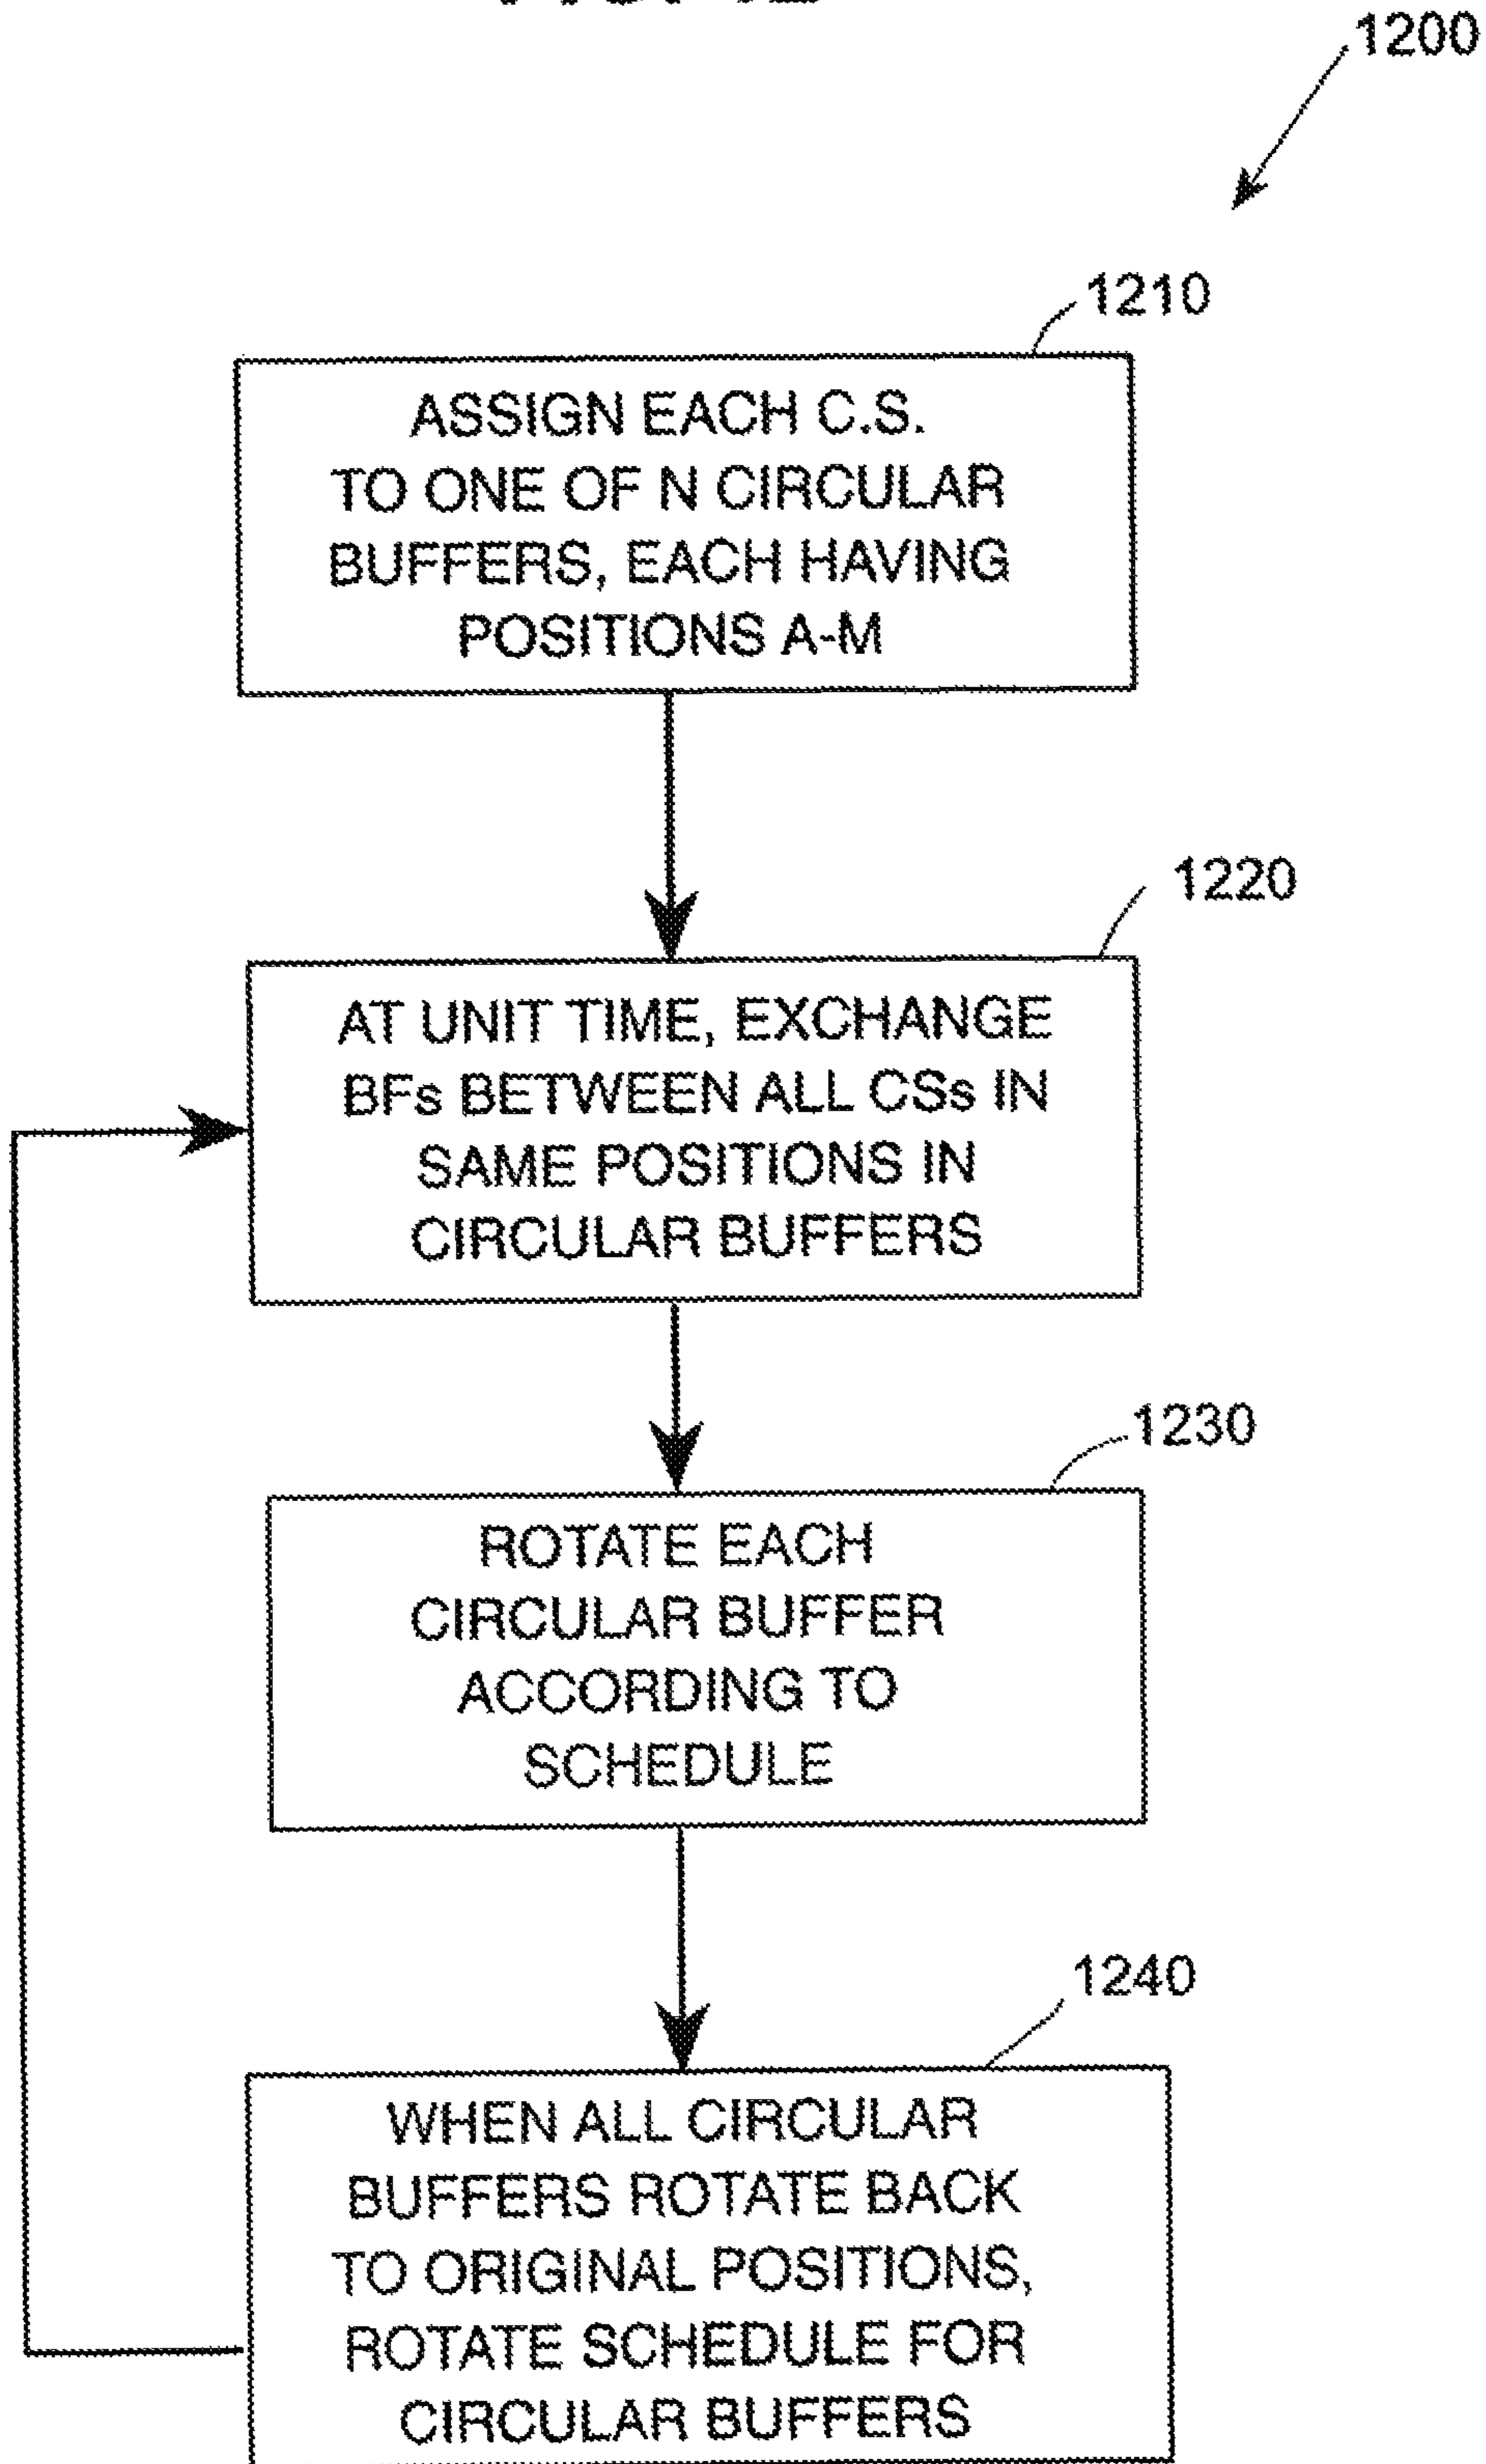 1200
1210
ASSIGN EACH C.S.
TO ONE OF N CIRCULAR
BUFFERS, EACH HAVING
POSITIONS A-M
1220
AT UNIT TIME, EXCHANGE
BFs BETWEEN ALL CSs IN
SAME POSITIONS IN
CIRCULAR BUFFERS
1230
ROTATE EACH
CIRCULAR BUFFER
ACCORDING TO
SCHEDULE
1240
WHEN ALL CIRCULAR
BUFFERS ROTATE BACK
TO ORIGINAL POSITIONS,
ROTATE SCHEDULE FOR
CIRCULAR BUFFERS